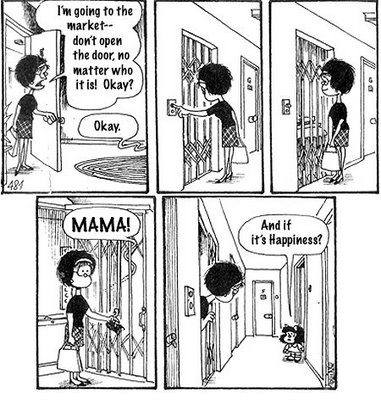 I'm going to the
market--
don't open
the door, no
matter who
it is! Okay?
Okay.
481
MAMA!
And if
it's Happiness?